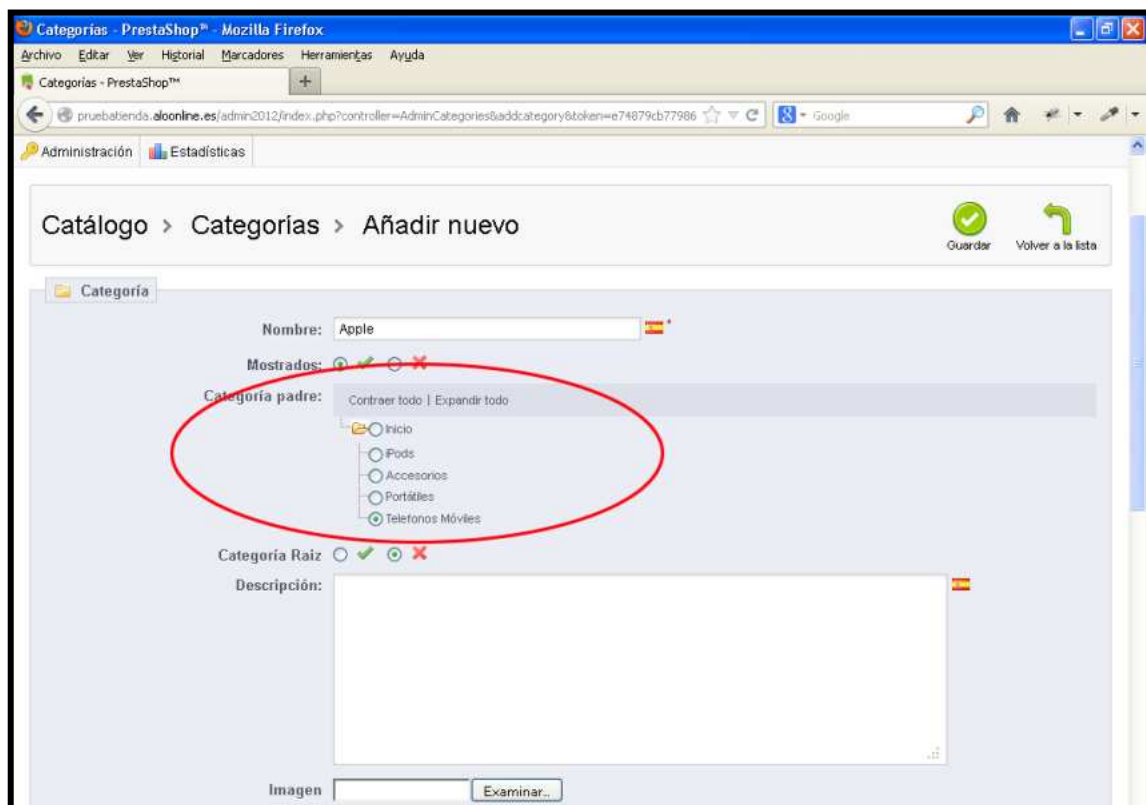 Categorías - PrestaShop™ - Mozilla Firefox
Archivo Editar Ver Historial Marcadores Herramientas Ayuda
Categorías - PrestaShop™
pruebatienda.aloonline.es/admin2012/index.php?controller=AdminCategories&addcategory&token=e74879cb77986 Google
Administración Estadísticas
Catálogo > Categorías > Añadir nuevo
Guardar Volver a la lista
Categoría
Nombre: Apple *
Mostrados:
Categoría padre: Contraer todo | Expandir todo
Inicio
iPods
Accesorios
Portátiles
Telefonos Móviles
Categoría Raiz
Descripción:
Imagen Examinar...